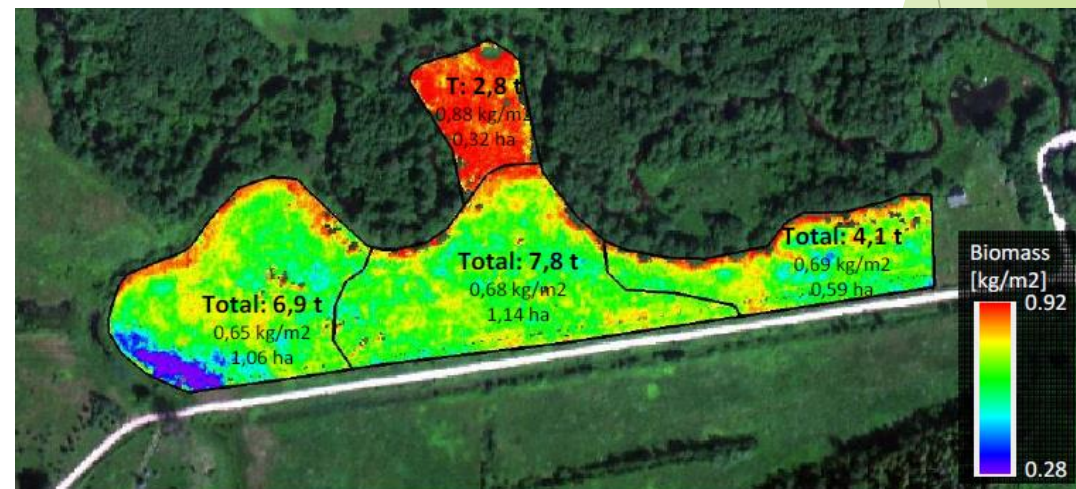 T: 2,8 t
0,88 kg/m2
0,32 ha
Total: 6,9 t
0,65 kg/m2
1,06 ha
Total: 7,8 t
0,68 kg/m2
1,14 ha
Total: 4,1 t
0,69 kg/m2
0,59 ha
Biomass
[kg/m2]
0.92
0.28